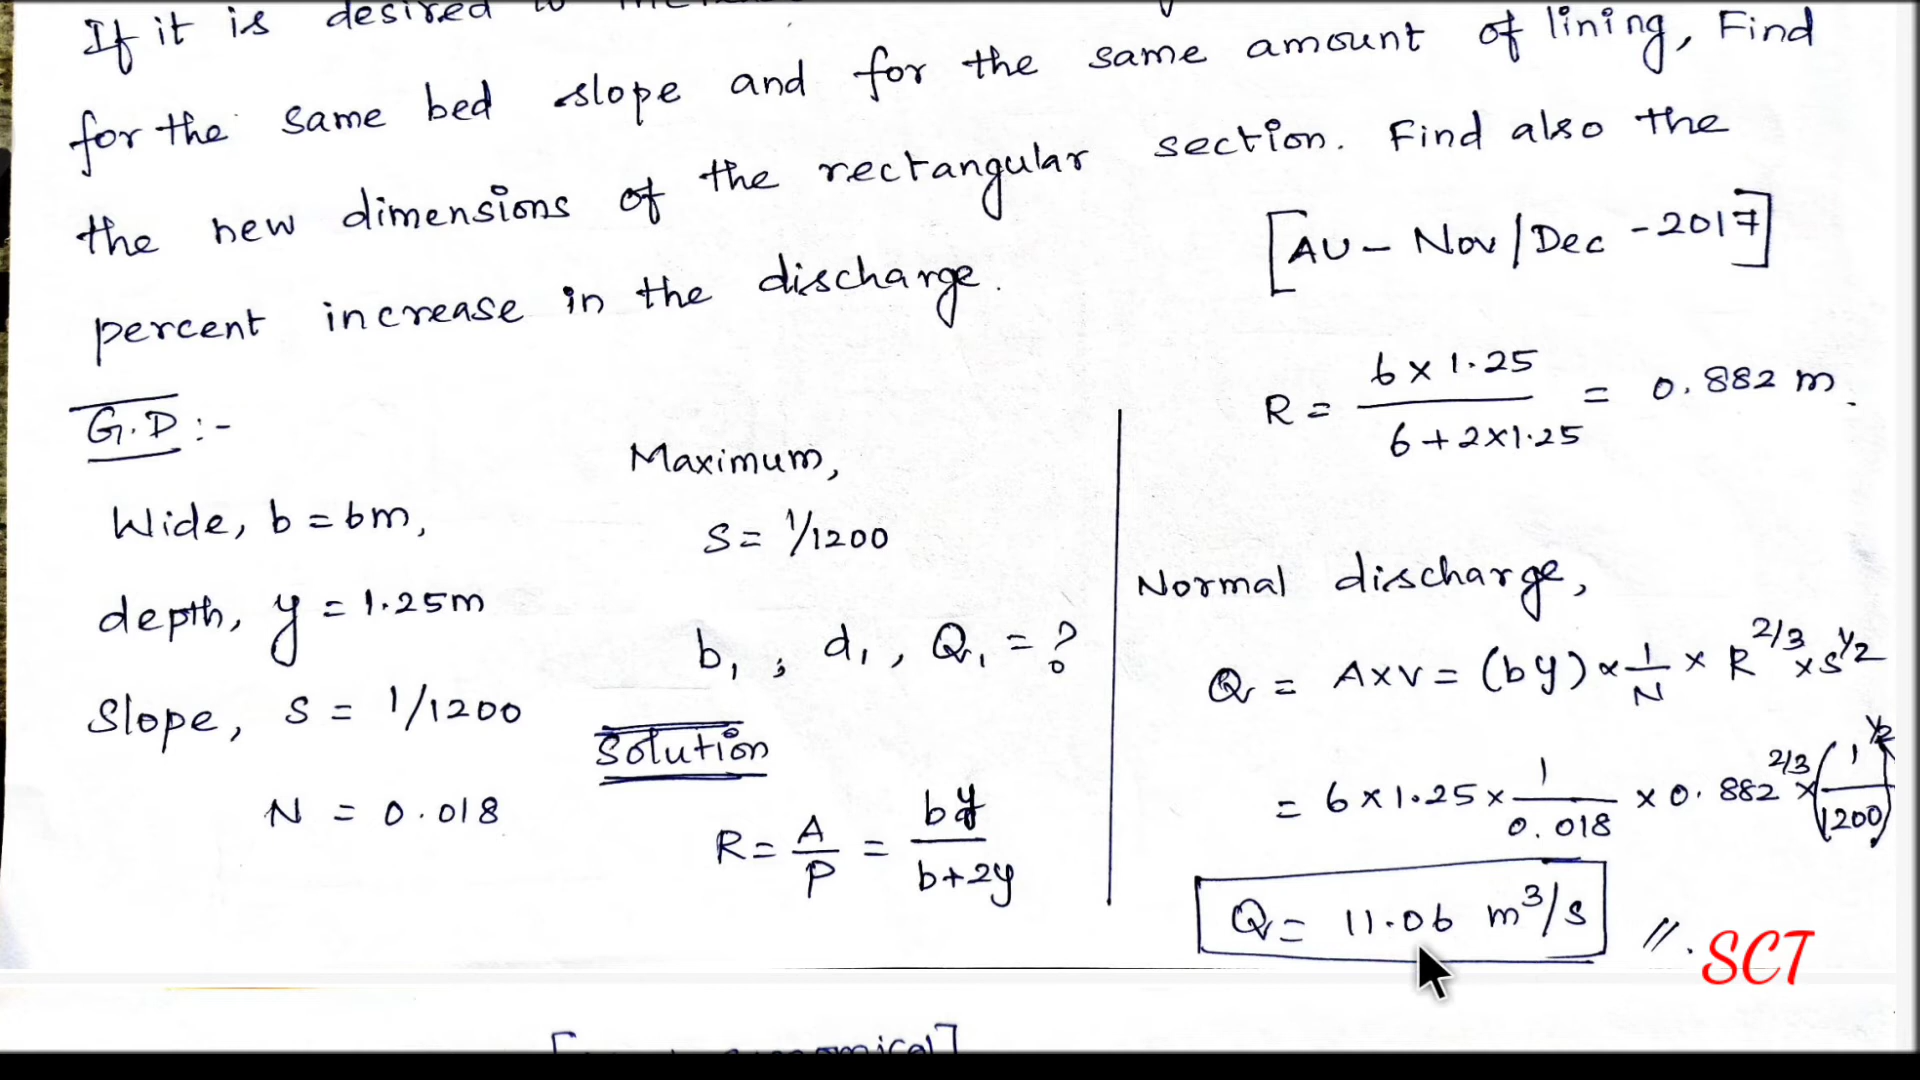 If it is desired to
for the same bed slope and for the same amount of lining, Find
the new dimensions of the rectangular section. Find also the
percent increase in the discharge.
[AU - Nov/Dec - 2017]
G.D :-
Wide, b = 6m,
depth, y = 1.25m
Slope, S = 1/1200
N = 0.018
Maximum,
S = 1/1200
b₁, d₁, Q₁ = ?
Solution
R = A/P = by/b+2y
R = 6 × 1.25 / 6 + 2×1.25 = 0.882 m.
Normal discharge,
Q = A×V = (by) × 1/N × R^2/3 × S^1/2
= 6 × 1.25 × 1/0.018 × 0.882^2/3 × (1/1200)^1/2
Q = 11.06 m³/s //.
SCT